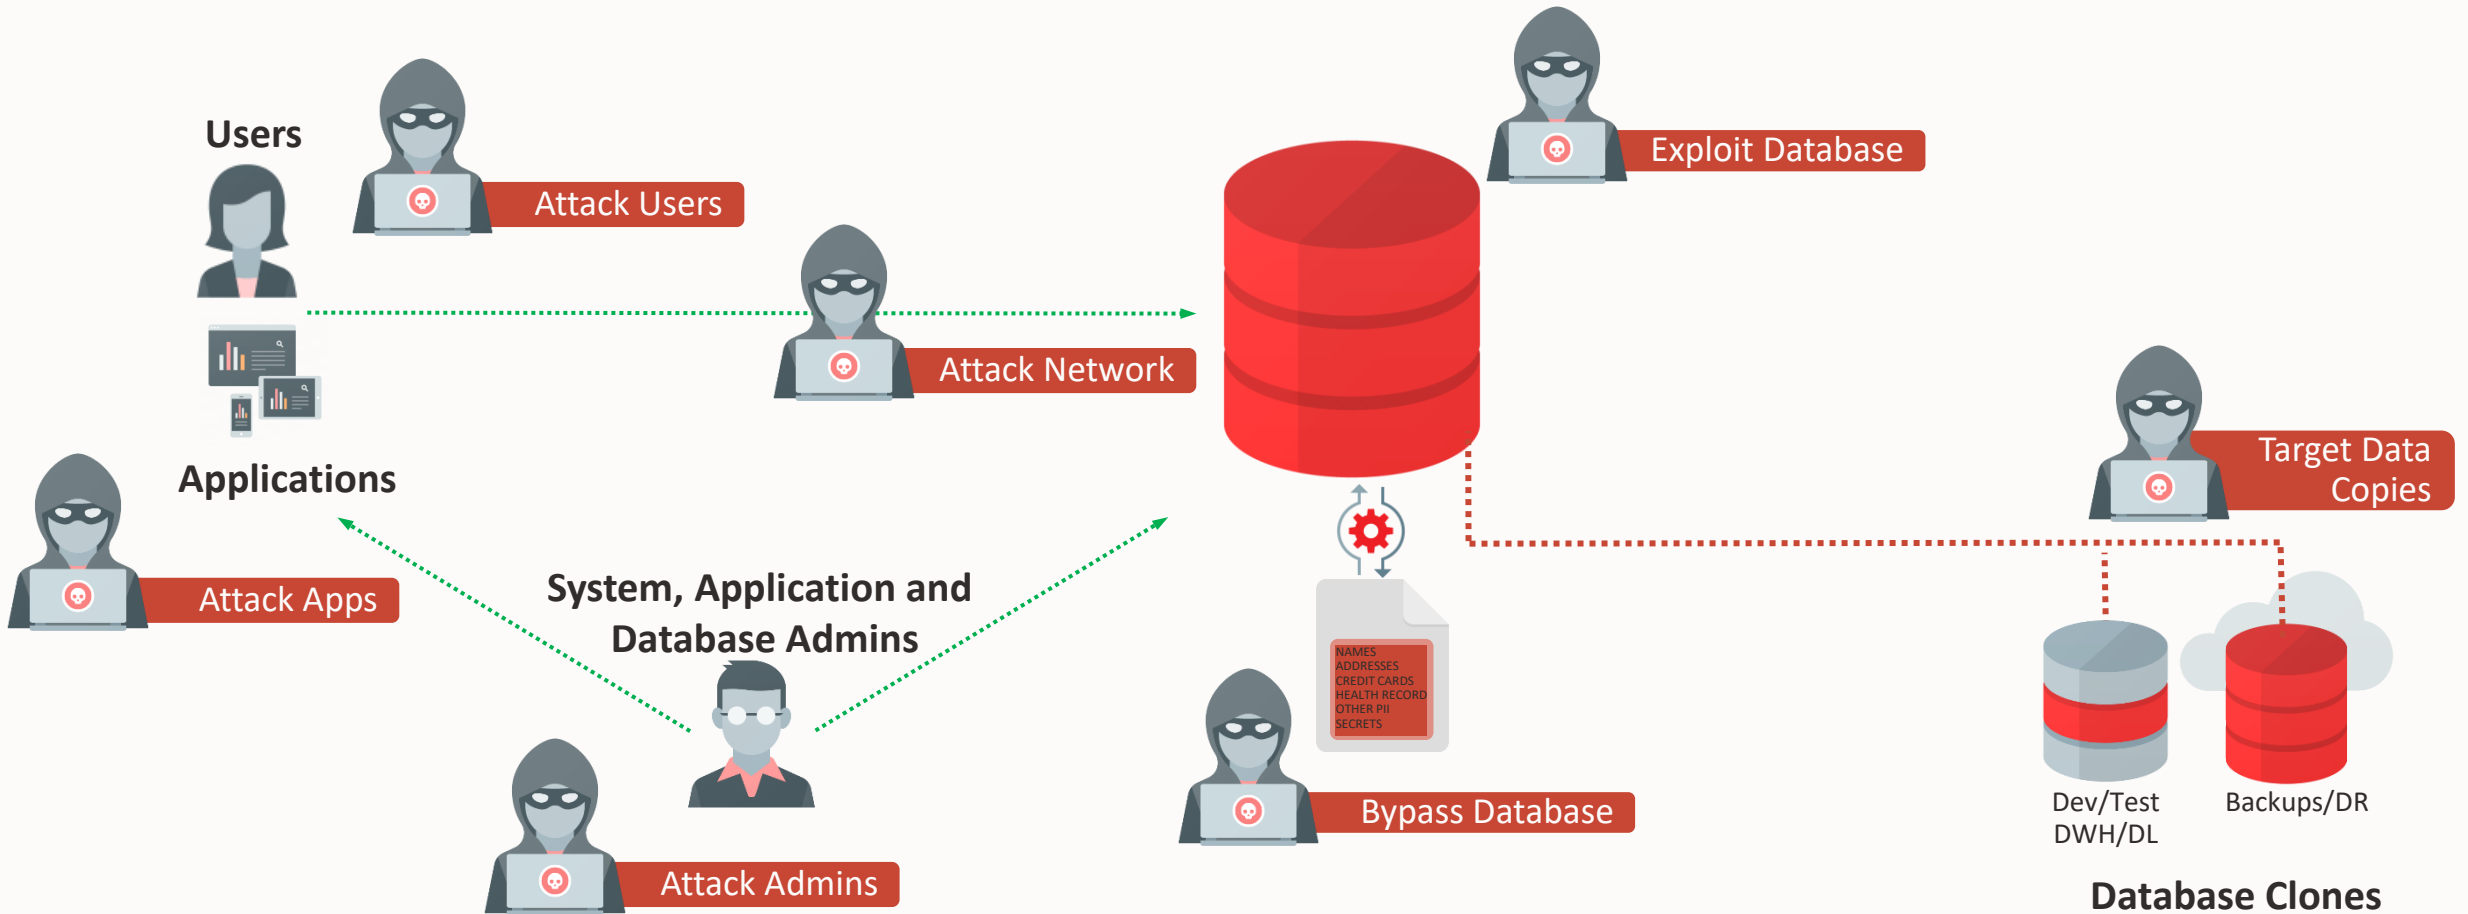 Users
Attack Users
Exploit Database
Attack Network
Applications
Target Data
Copies
Attack Apps
System, Application and
Database Admins
NAMES
ADDRESSES
CREDIT CARDS
HEALTH RECORD
OTHER PII
SECRETS
Attack Admins
Bypass Database
Dev/Test
DWH/DL
Backups/DR
Database Clones